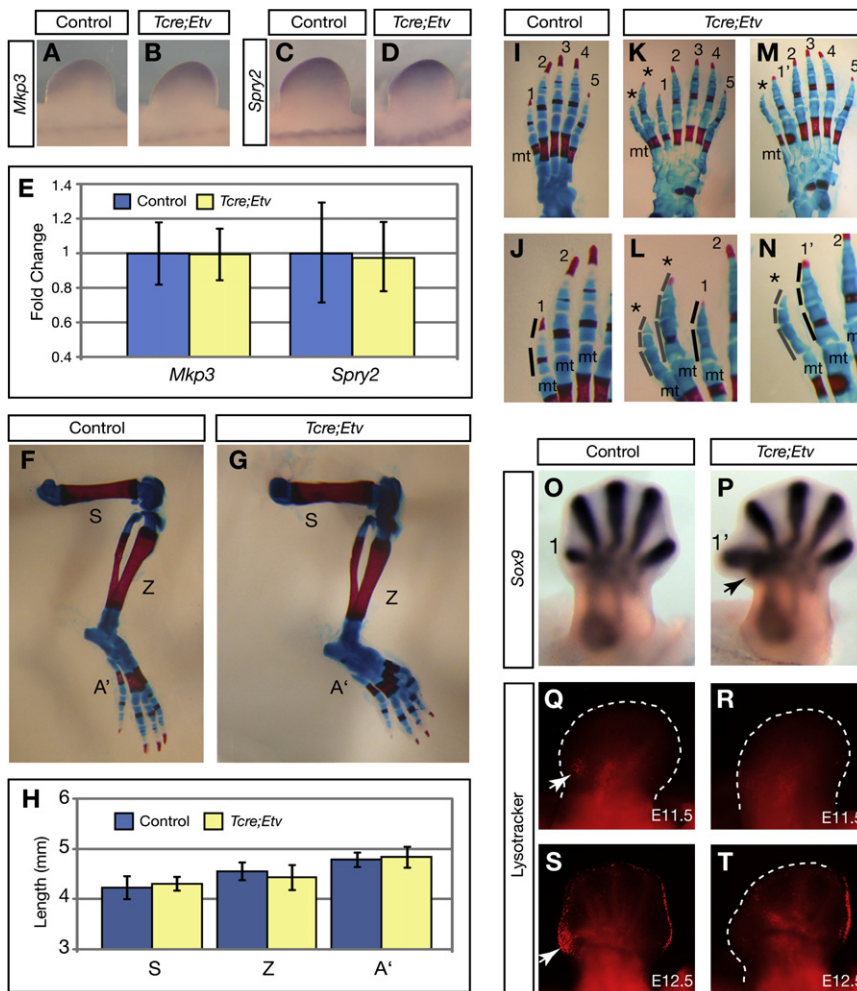 Control
Tcre;Etv
Control
Tcre;Etv
Mkp3
A
B
Spry2
C
D
E
Fold Change
1.4
1.2
1
0.8
0.6
0.4
Control
Tcre;Etv
Mkp3
Spry2
Control
Tcre;Etv
F
S
Z
A'
G
S
Z
A'
H
Length (mm)
6
5
4
3
Control
Tcre;Etv
S
Z
A'
Control
Tcre;Etv
I
1
2
3
4
5
mt
K
*
*
1
2
3
4
5
mt
M
*
1'
2
3
4
5
mt
J
1
2
mt
mt
L
*
*
1
2
mt
mt
N
*
1'
2
mt
mt
Control
Tcre;Etv
Sox9
O
1
P
1'
Lysotracker
Q
E11.5
R
E11.5
S
E12.5
T
E12.5